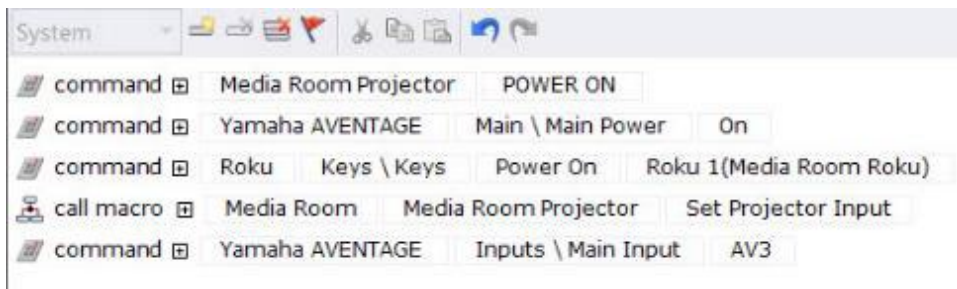 System
command Media Room Projector POWER ON
command Yamaha AVENTAGE Main \ Main Power On
command Roku Keys \ Keys Power On Roku 1(Media Room Roku)
call macro Media Room Media Room Projector Set Projector Input
command Yamaha AVENTAGE Inputs \ Main Input AV3